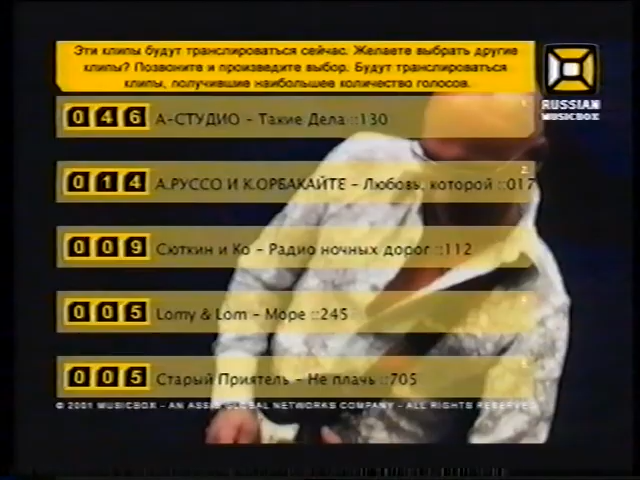 Эти клипы будут транслироваться сейчас. Желаете выбрать другие
клипы? Позвоните и произведите выбор. Будут транслироваться
клипы, получившие наибольшее количество голосов.
RUSSIAN
MUSICBOX
046 А-СТУДИО - Такие Дела ::130
014 А.РУССО И К.ОРБАКАЙТЕ - Любовь, которой ::017
009 Сюткин и Ко - Радио ночных дорог ::112
005 Lomy & Lom - Море ::245
005 Старый Приятель - Не плачь ::705
© 2001 MUSICBOX - AN ASSIS GLOBAL NETWORKS COMPANY - ALL RIGHTS RESERVED